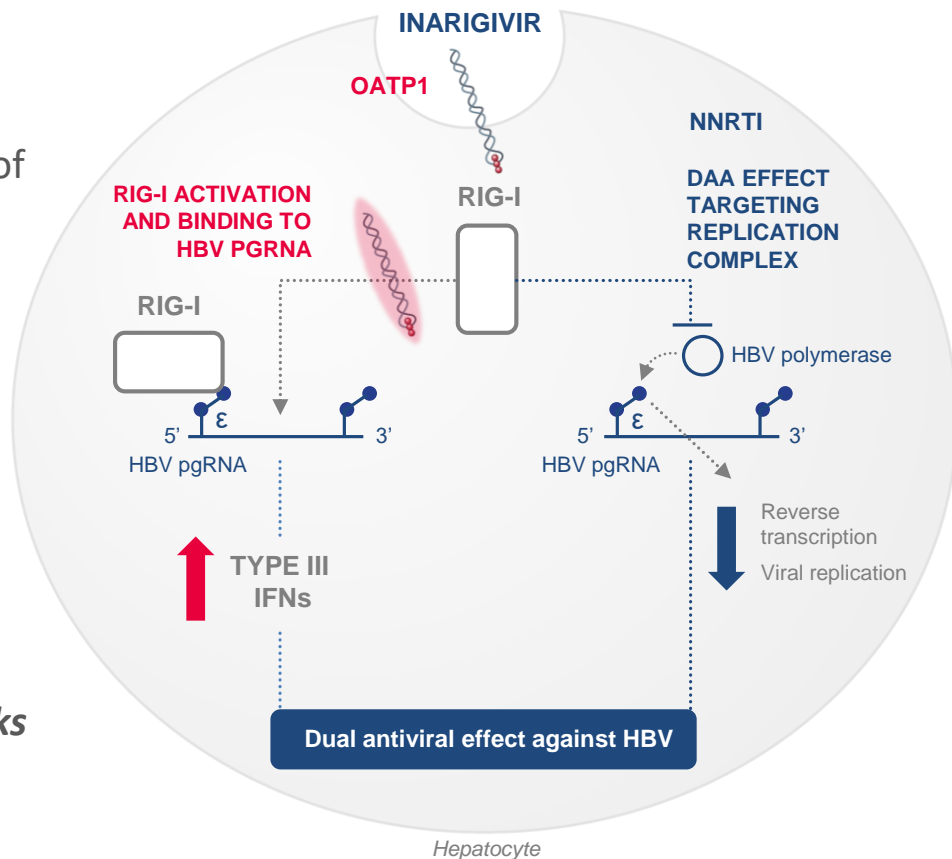 INARIGIVIR
OATP1
NNRTI
of
DAA EFFECT
TARGETING
REPLICATION
COMPLEX
RIG-I ACTIVATION
AND BINDING TO
HBV PGRNA
RIG-I
RIG-I
HBV polymerase
ε
5’ 3’
HBV pgRNA
ε
5’ 3’
HBV pgRNA
Reverse
transcription
Viral replication
TYPE III
IFNs
ks
Dual antiviral effect against HBV
Hepatocyte